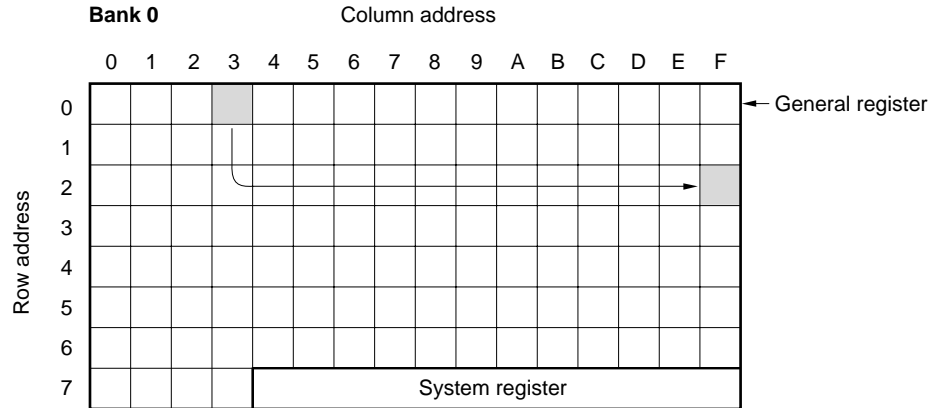 Bank 0 Column address
0 1 2 3 4 5 6 7 8 9 A B C D E F
0 General register
1
2
3
4
5
6
7 System register
Row address